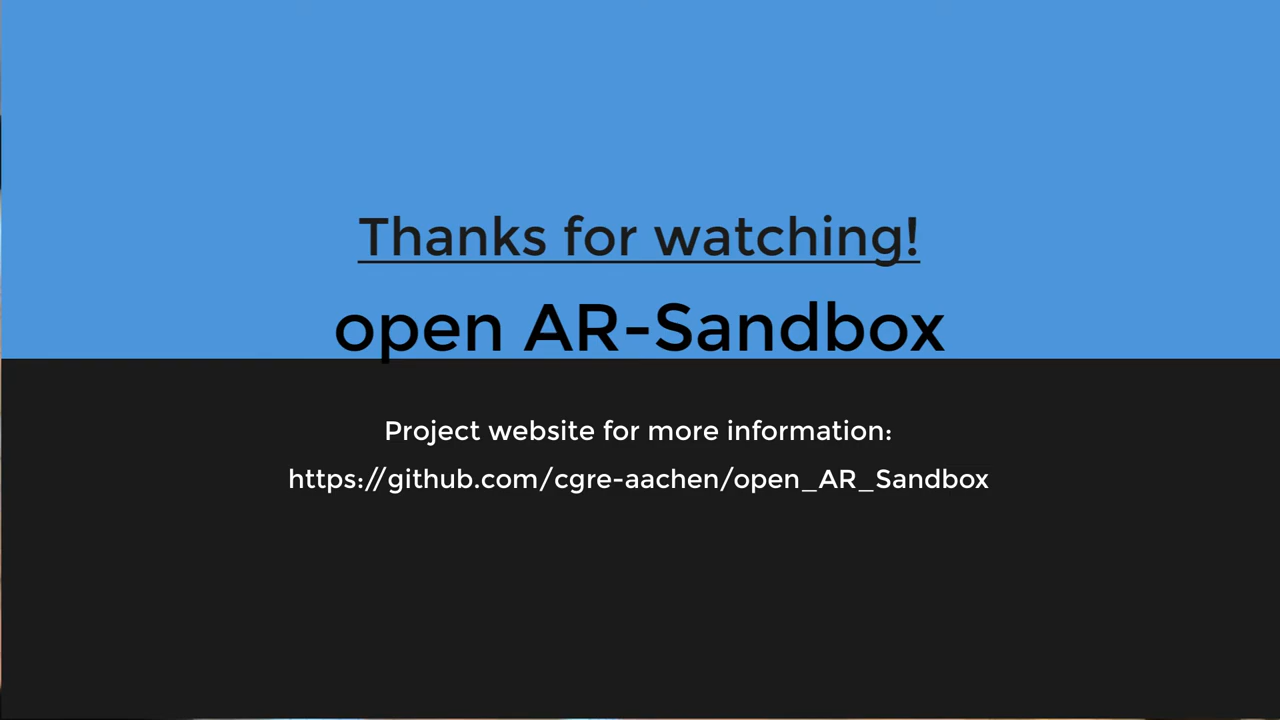 Thanks for watching!
open AR-Sandbox
Project website for more information:
https://github.com/cgre-aachen/open_AR_Sandbox